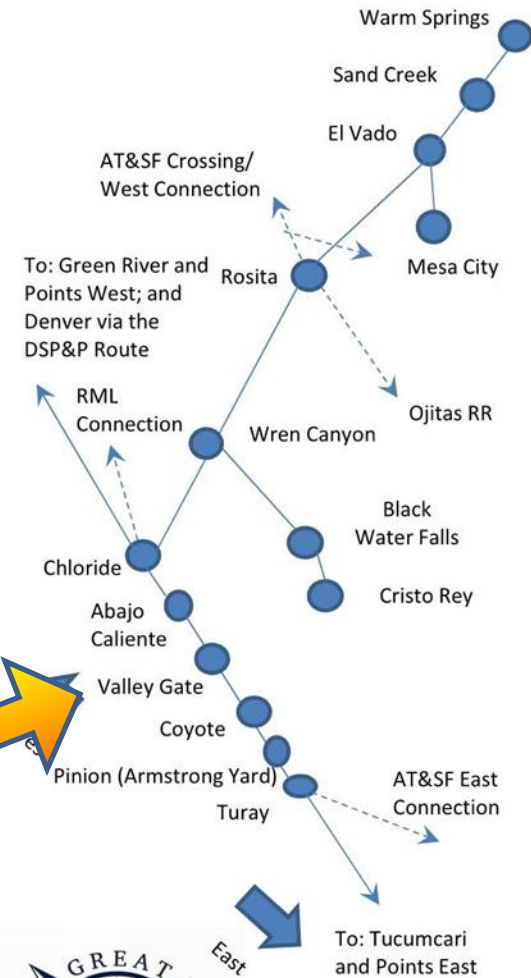 Warm Springs
Sand Creek
El Vado
AT&SF Crossing/
West Connection
Mesa City
To: Green River and
Points West; and
Denver via the
DSP&P Route
Rosita
RML
Connection
Ojitas RR
Wren Canyon
Black
Water Falls
Chloride
Cristo Rey
Abajo
Caliente
Valley Gate
Coyote
Pinion (Armstrong Yard)
AT&SF East
Connection
Turay
East
To: Tucumcari
and Points East
GREAT